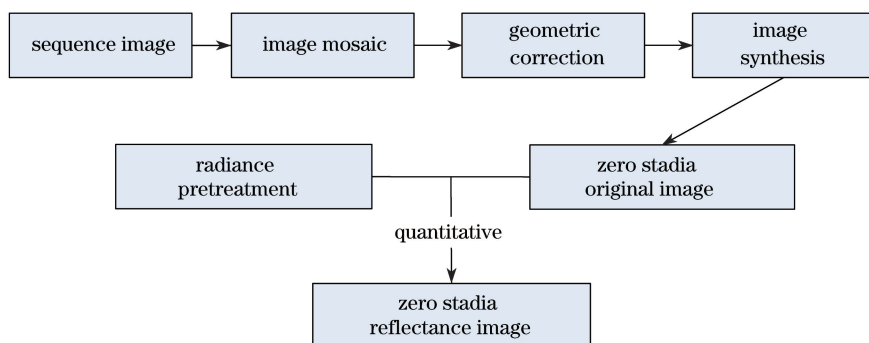 sequence image
image mosaic
geometric
correction
image
synthesis
radiance
pretreatment
zero stadia
original image
quantitative
zero stadia
reflectance image